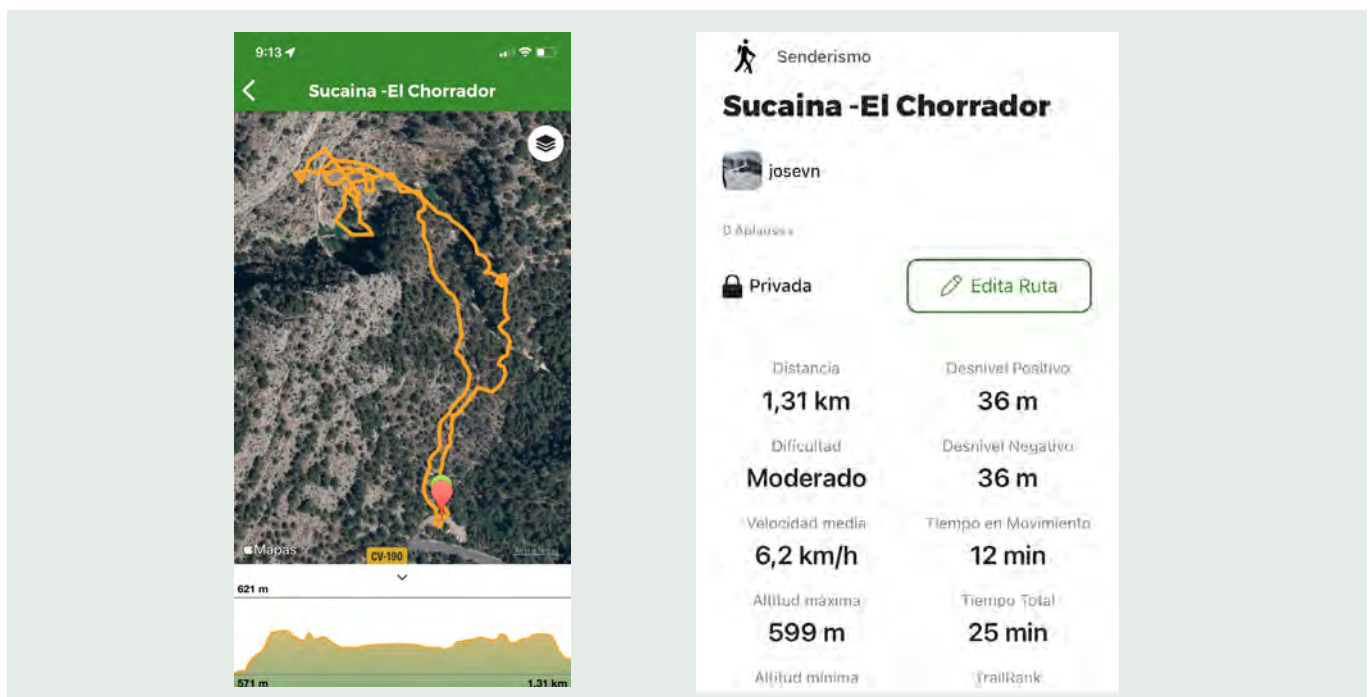 9:13
Sucaina -El Chorrador
Mapas
CV-190
Aviso legal
621 m
571 m
1,31 km
Senderismo
Sucaina -El Chorrador
josevn
0 Aplausos
Privada
Edita Ruta
Distancia
Desnivel Positivo
1,31 km
36 m
Dificultad
Desnivel Negativo
Moderado
36 m
Velocidad media
Tiempo en Movimiento
6,2 km/h
12 min
Altitud máxima
Tiempo Total
599 m
25 min
Altitud mínima
TrailRank